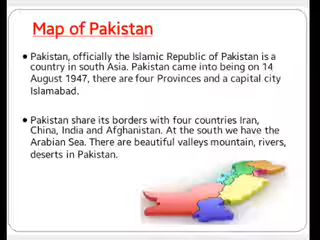 Map of Pakistan
Pakistan, officially the Islamic Republic of Pakistan is a
country in south Asia. Pakistan came into being on 14
August 1947, there are four Provinces and a capital city
Islamabad.
Pakistan share its borders with four countries Iran,
China, India and Afghanistan. At the south we have the
Arabian Sea. There are beautiful valleys mountain, rivers,
deserts in Pakistan.